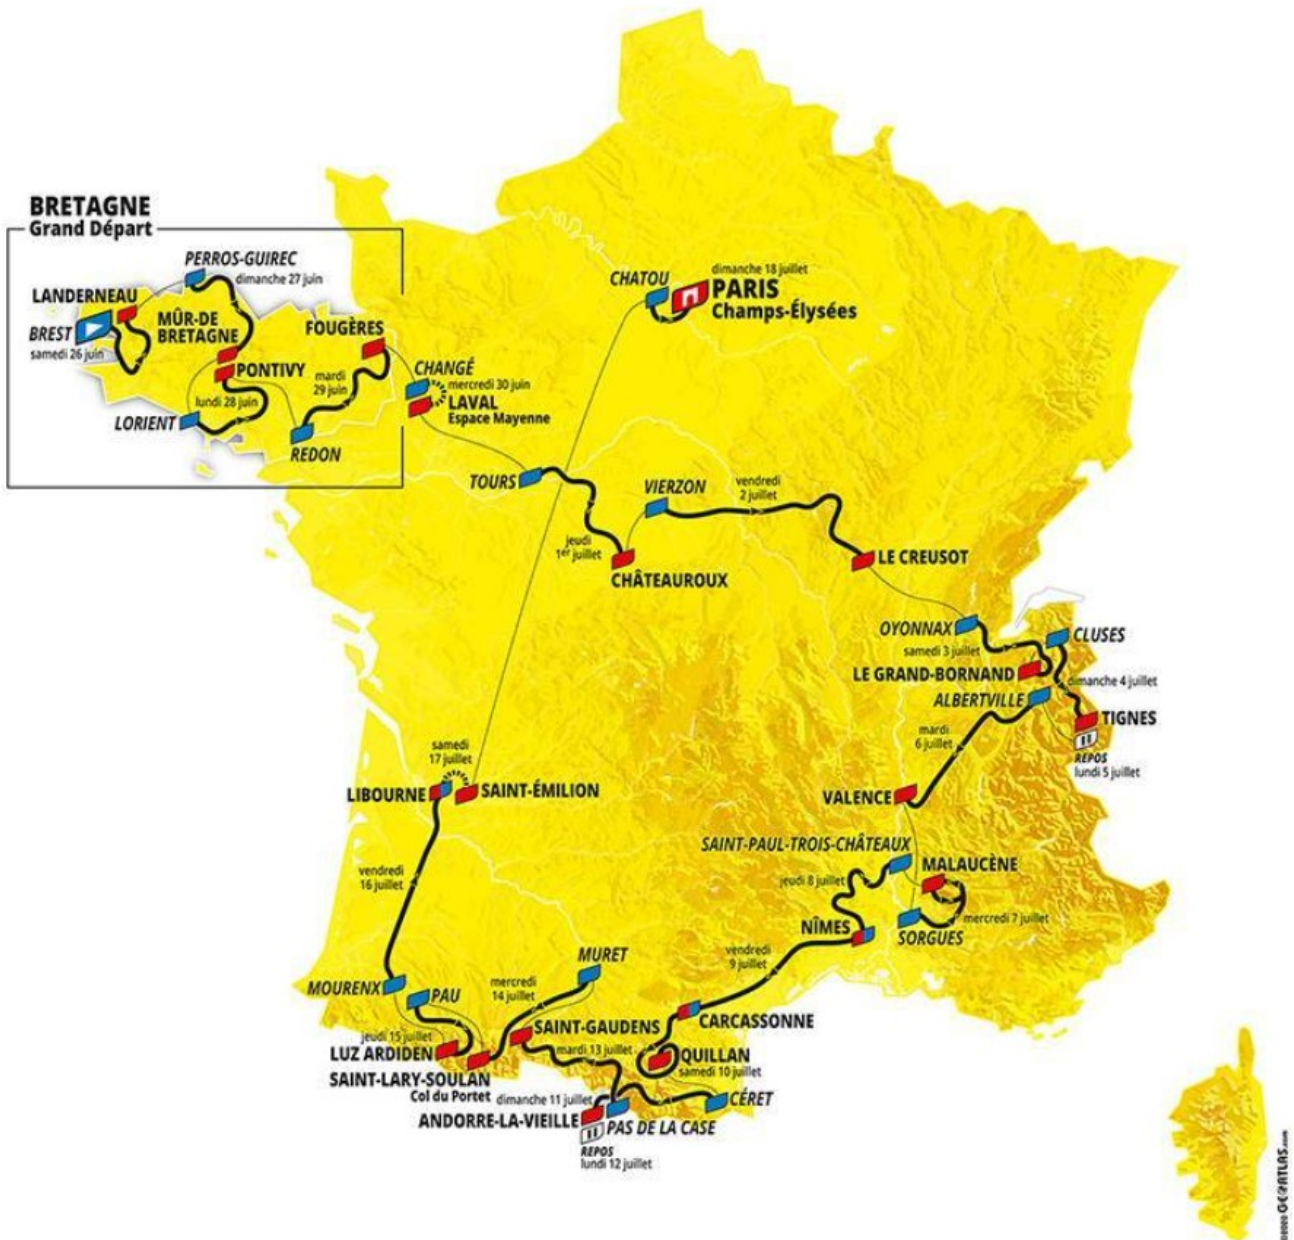 BRETAGNE
Grand Départ
PERROS-GUIREC
dimanche 27 juin
LANDERNEAU
BREST
samedi 26 juin
MÛR-DE
BRETAGNE
FOUGÈRES
PONTIVY
mardi
29 juin
lundi 28 juin
LORIENT
REDON
CHANGÉ
mercredi 30 juin
LAVAL
Espace Mayenne
CHATOU
dimanche 18 juillet
PARIS
Champs-Élysées
TOURS
VIERZON
vendredi
2 juillet
jeudi
1er juillet
CHÂTEAUROUX
LE CREUSOT
OYONNAX
samedi 3 juillet
CLUSES
LE GRAND-BORNAND
dimanche 4 juillet
ALBERTVILLE
TIGNES
REPOS
lundi 5 juillet
mardi
6 juillet
VALENCE
samedi
17 juillet
LIBOURNE
SAINT-ÉMILION
SAINT-PAUL-TROIS-CHÂTEAUX
jeudi 8 juillet
MALAUCÈNE
mercredi 7 juillet
SORGUES
NÎMES
vendredi
16 juillet
vendredi
9 juillet
MURET
mercredi
14 juillet
MOURENX
PAU
CARCASSONNE
SAINT-GAUDENS
jeudi 15 juillet
LUZ ARDIDEN
mardi 13 juillet
QUILLAN
samedi 10 juillet
SAINT-LARY-SOULAN
Col du Portet
dimanche 11 juillet
CÉRET
ANDORRE-LA-VIEILLE
PAS DE LA CASE
REPOS
lundi 12 juillet
©2020 GEOATLAS.com